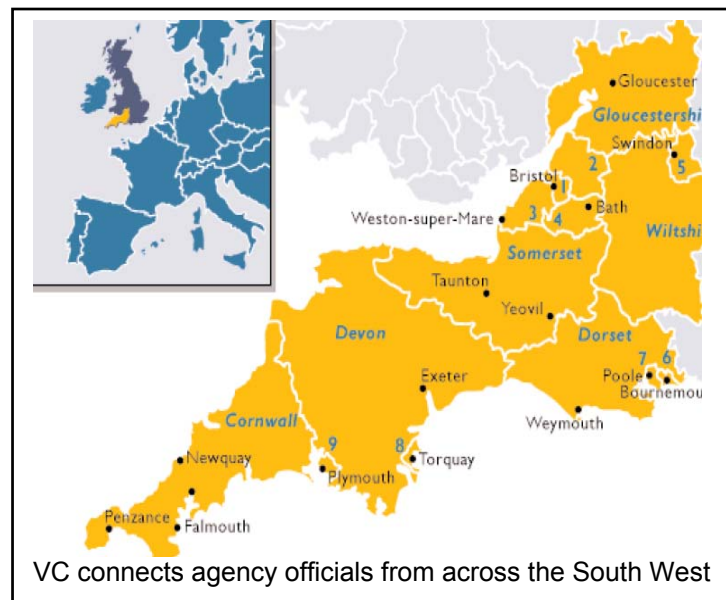 Gloucester
Gloucestershi
Swindon
2
5
Bristol
1
Bath
3
4
Weston-super-Mare
Wiltshi
Somerset
Taunton
Yeovil
Devon
Dorset
7
6
Exeter
Poole
Bournemou
Weymouth
Cornwall
9
8
Newquay
Torquay
Plymouth
Penzance
Falmouth
VC connects agency officials from across the South West